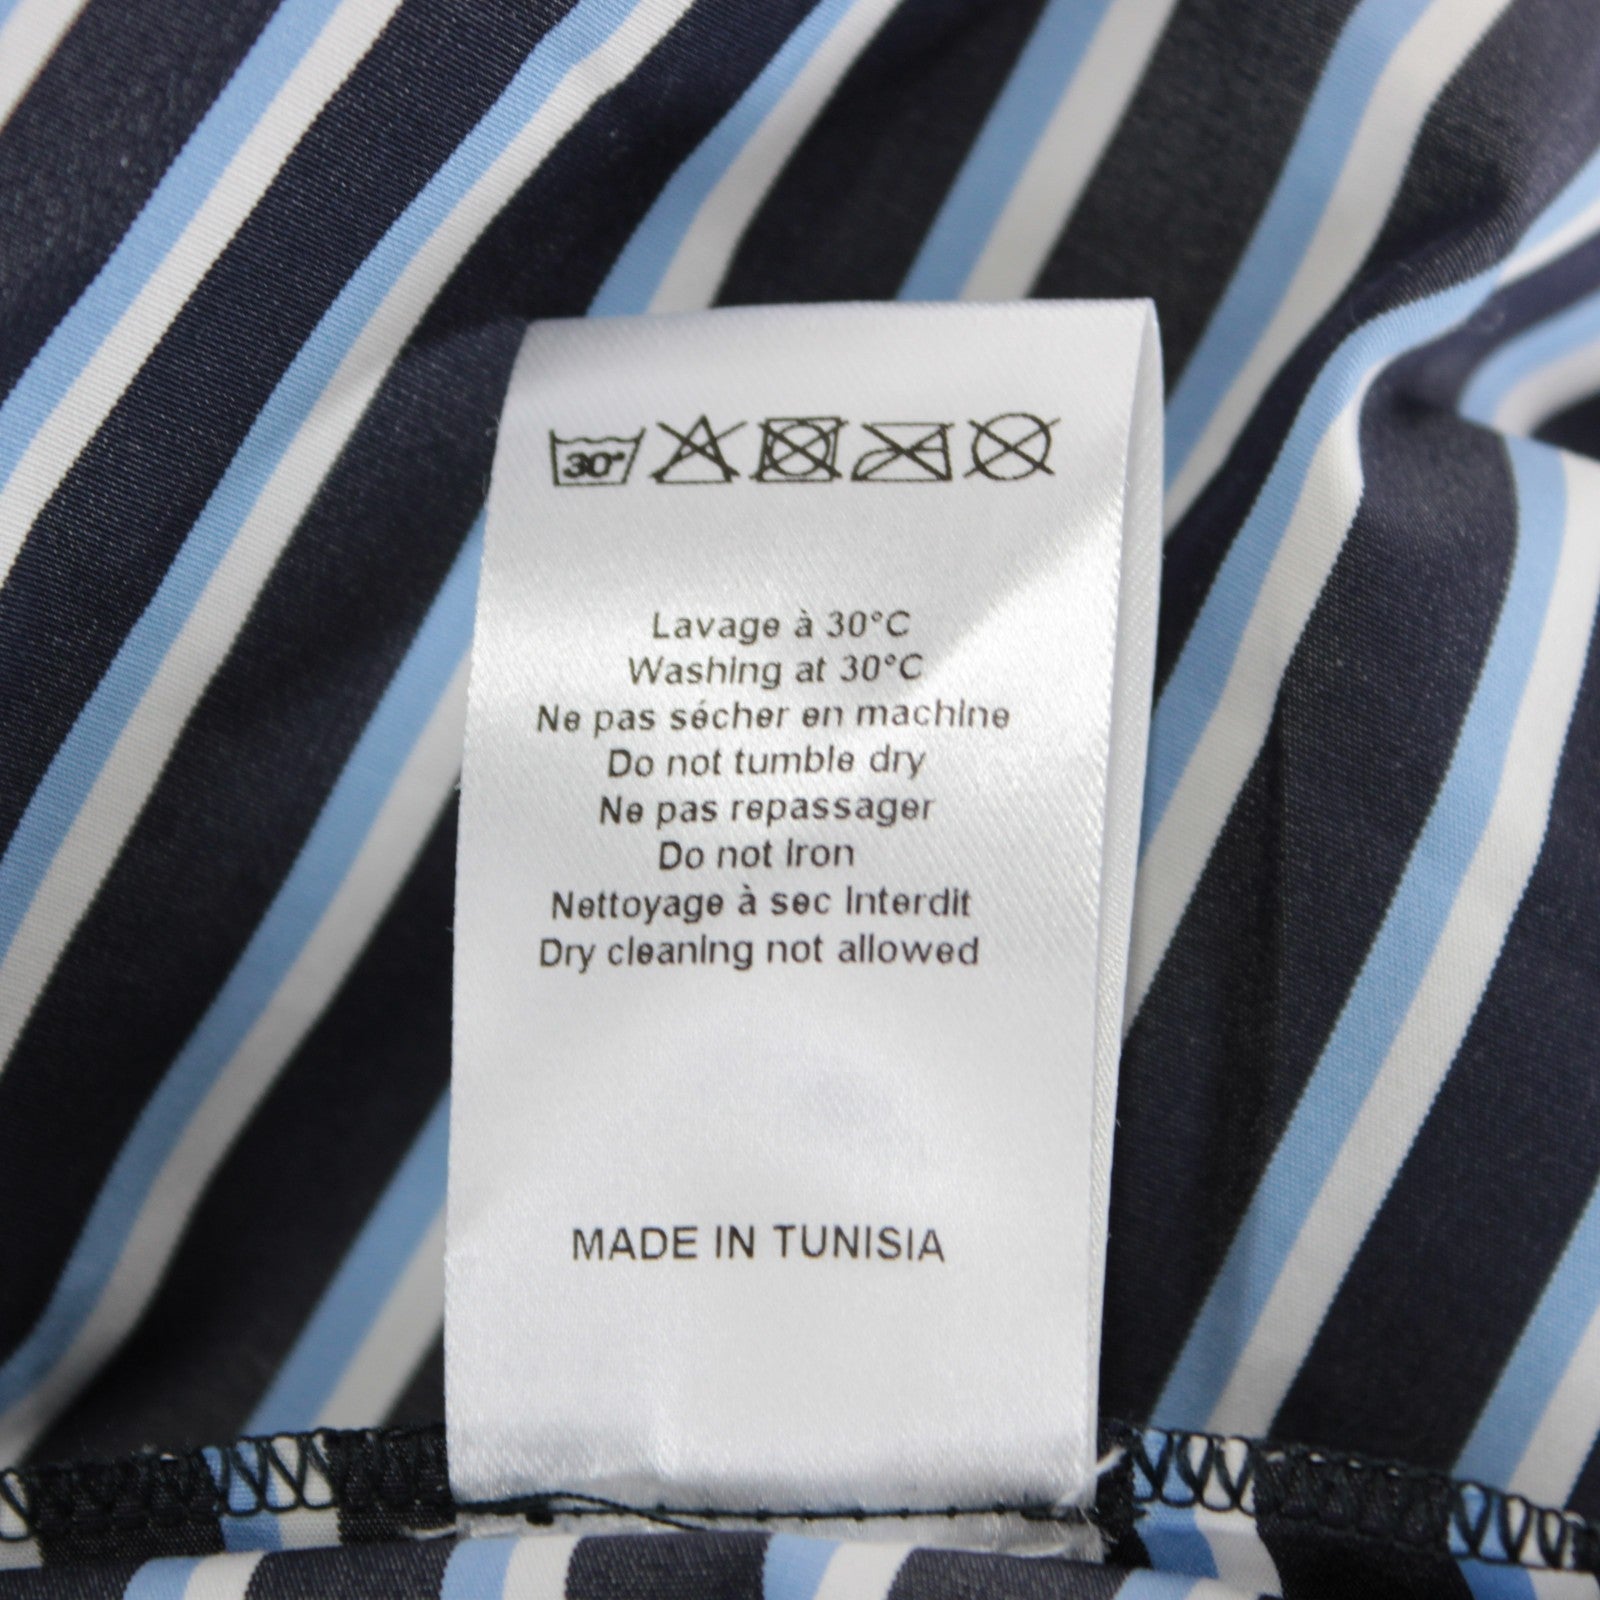 30°
Lavage à 30°C
Washing at 30°C
Ne pas sécher en machine
Do not tumble dry
Ne pas repassager
Do not iron
Nettoyage à sec interdit
Dry cleaning not allowed
MADE IN TUNISIA